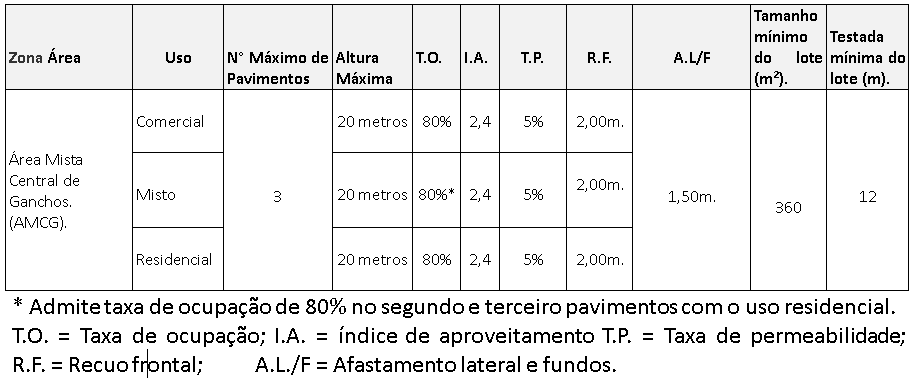 Zona Área Uso N° Máximo de Pavimentos Altura Máxima T.O. I.A. T.P. R.F. A.L/F Tamanho mínimo do lote (m²). Testada mínima do lote (m).
Área Mista Central de Ganchos. (AMCG). Comercial 3 20 metros 80% 2,4 5% 2,00m. 1,50m. 360 12
Misto 20 metros 80%* 2,4 5% 2,00m.
Residencial 20 metros 80% 2,4 5% 2,00m.
* Admite taxa de ocupação de 80% no segundo e terceiro pavimentos com o uso residencial.
T.O. = Taxa de ocupação; I.A. = índice de aproveitamento T.P. = Taxa de permeabilidade;
R.F. = Recuo frontal; A.L./F = Afastamento lateral e fundos.